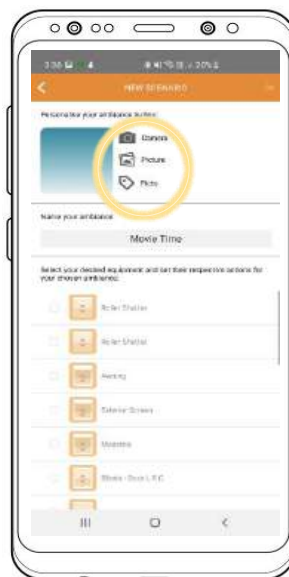 NEW SCENARIO
Personalise your ambiance button:
Camera
Picture
Picto
Name your ambiance
Movie Time
Select your desired equipment and set their respective actions for
your chosen ambiance:
Roller Shutter
Roller Shutter
Awning
Exterior Screen